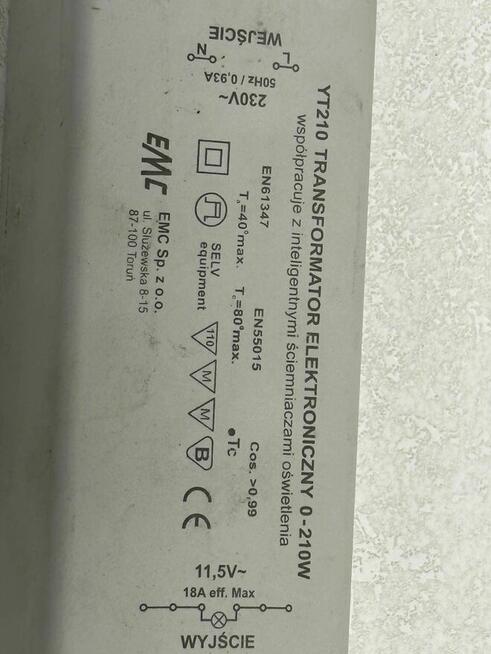 YT210 TRANSFORMATOR ELEKTRONICZNY 0-210W
współpracuje z inteligentnymi ściemniaczami oświetlenia
WEJŚCIE
L
N
230V~
50Hz / 0,93A
EN61347
EN55015
Cos. >0,99
Ta=40°max.
Tc=80°max.
•Tc
SELV
equipment
110
M
M
B
CE
EMC
EMC Sp. z o.o.
ul. Służewska 8-15
87-100 Toruń
11,5V~
18A eff. Max
WYJŚCIE